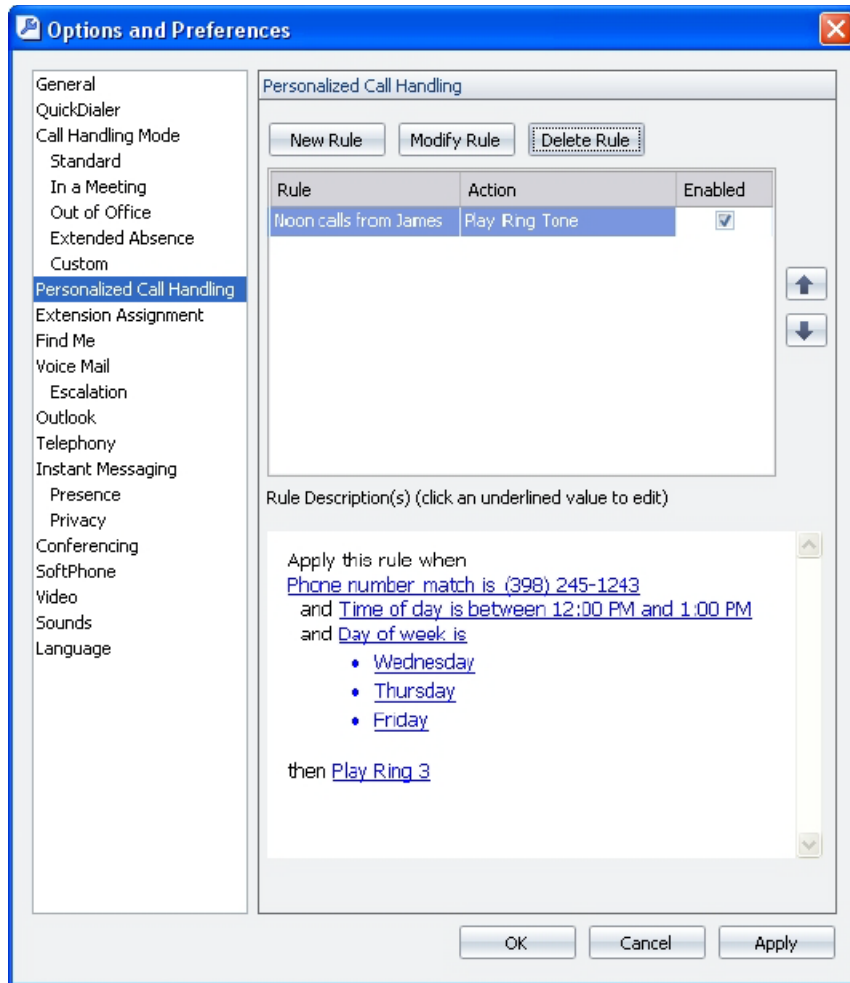 Options and Preferences
General
QuickDialer
Call Handling Mode
Standard
In a Meeting
Out of Office
Extended Absence
Custom
Personalized Call Handling
Extension Assignment
Find Me
Voice Mail
Escalation
Outlook
Telephony
Instant Messaging
Presence
Privacy
Conferencing
SoftPhone
Video
Sounds
Language
Personalized Call Handling
New Rule Modify Rule Delete Rule
Rule Action Enabled
Noon calls from James Play Ring Tone
Rule Description(s) (click an underlined value to edit)
Apply this rule when
Phone number match is (398) 245-1243
and Time of day is between 12:00 PM and 1:00 PM
and Day of week is
• Wednesday
• Thursday
• Friday
then Play Ring 3
OK Cancel Apply